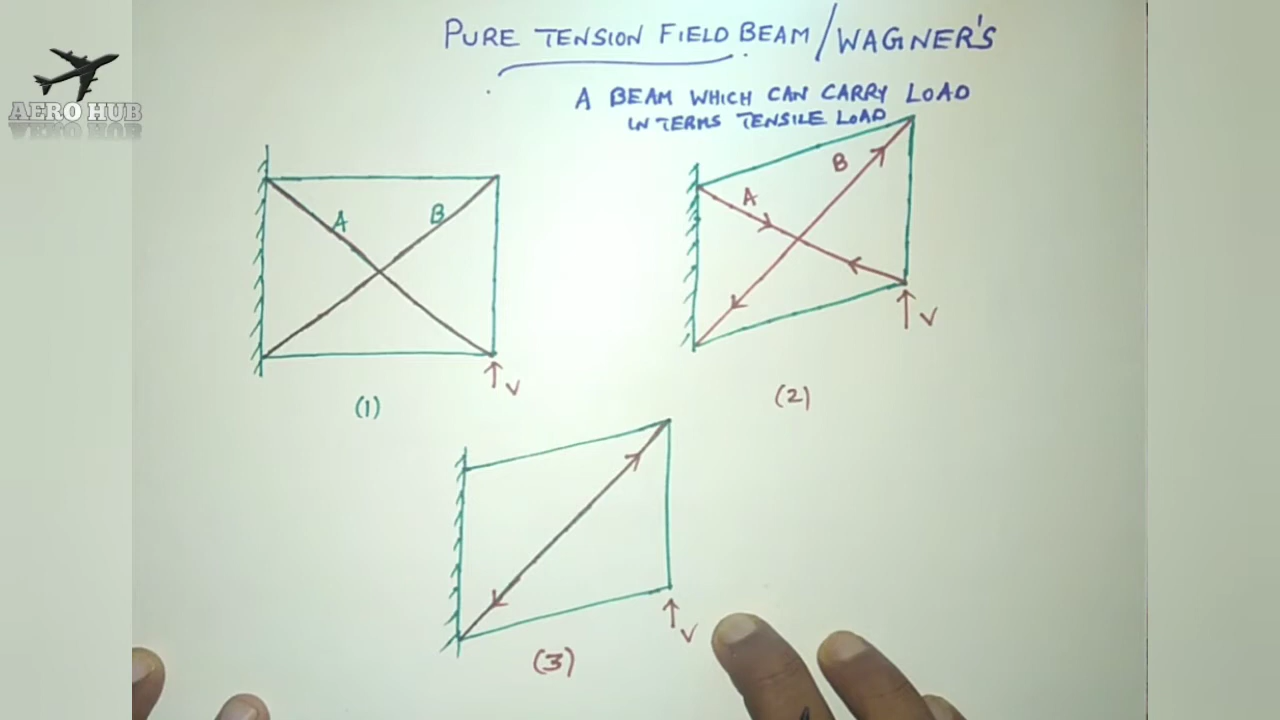 PURE TENSION FIELD BEAM/WAGNER'S
A BEAM WHICH CAN CARRY LOAD
IN TERMS TENSILE LOAD
AERO HUB
A B
V
(1)
A B
V
(2)
V
(3)